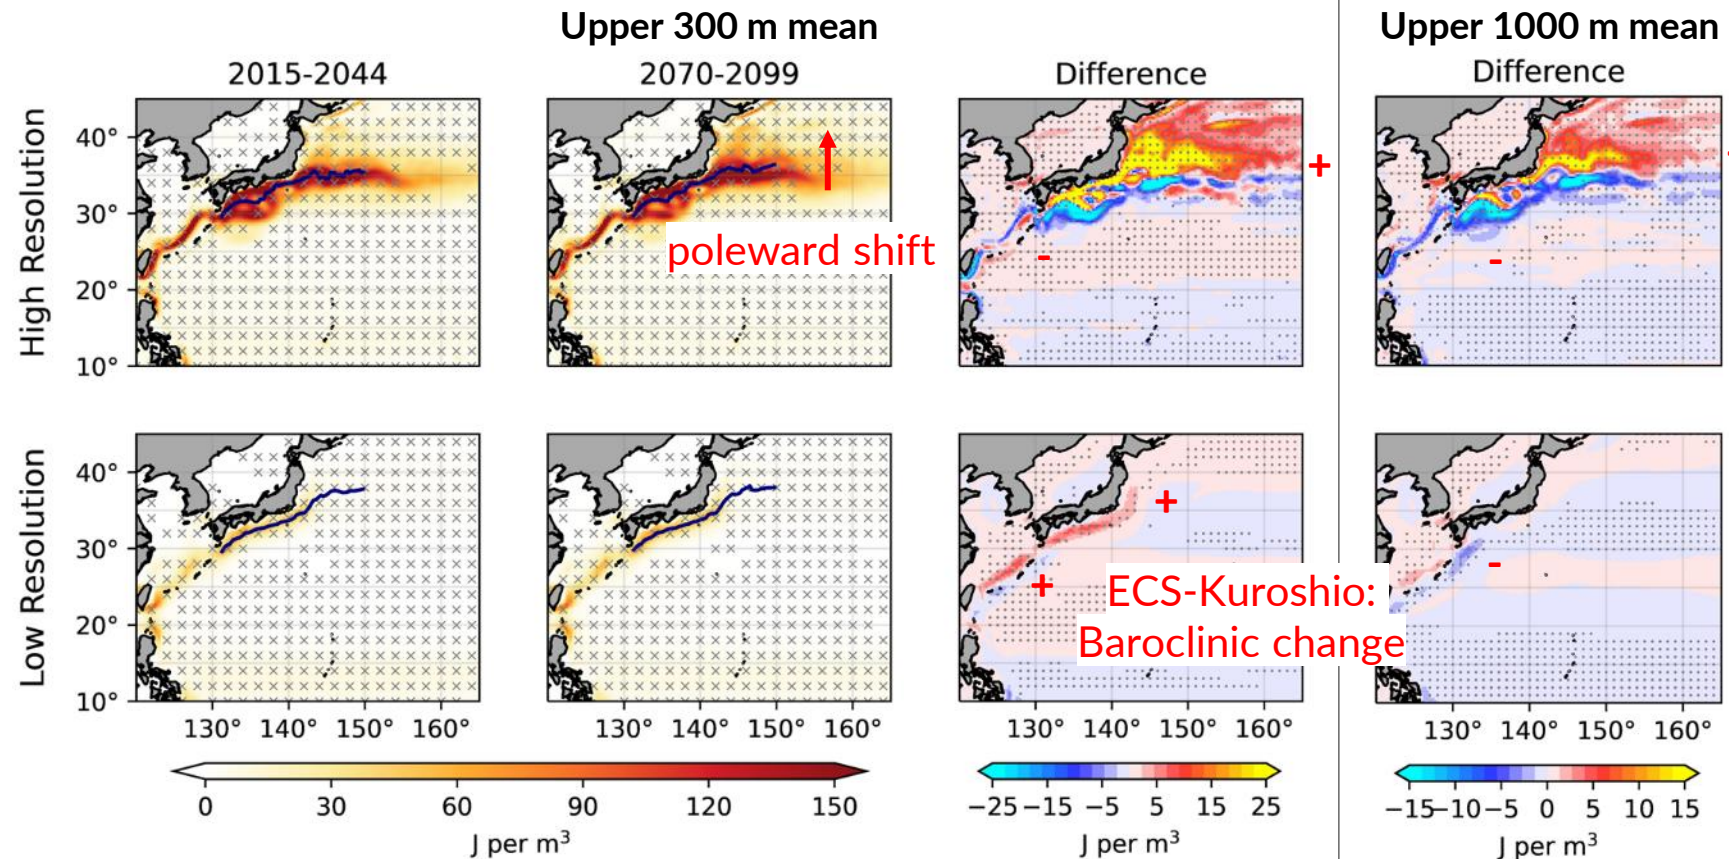 Upper 300 m mean
Upper 1000 m mean
2015-2044
2070-2099
Difference
Difference
High Resolution
40°
30°
20°
10°
poleward shift
+
-
-
Low Resolution
40°
30°
20°
10°
+
+
-
ECS-Kuroshio:
Baroclinic change
130° 140° 150° 160°
130° 140° 150° 160°
130° 140° 150° 160°
130° 140° 150° 160°
0 30 60 90 120 150
J per m³
−25 −15 −5 5 15 25
J per m³
−15 −10 −5 0 5 10 15
J per m³